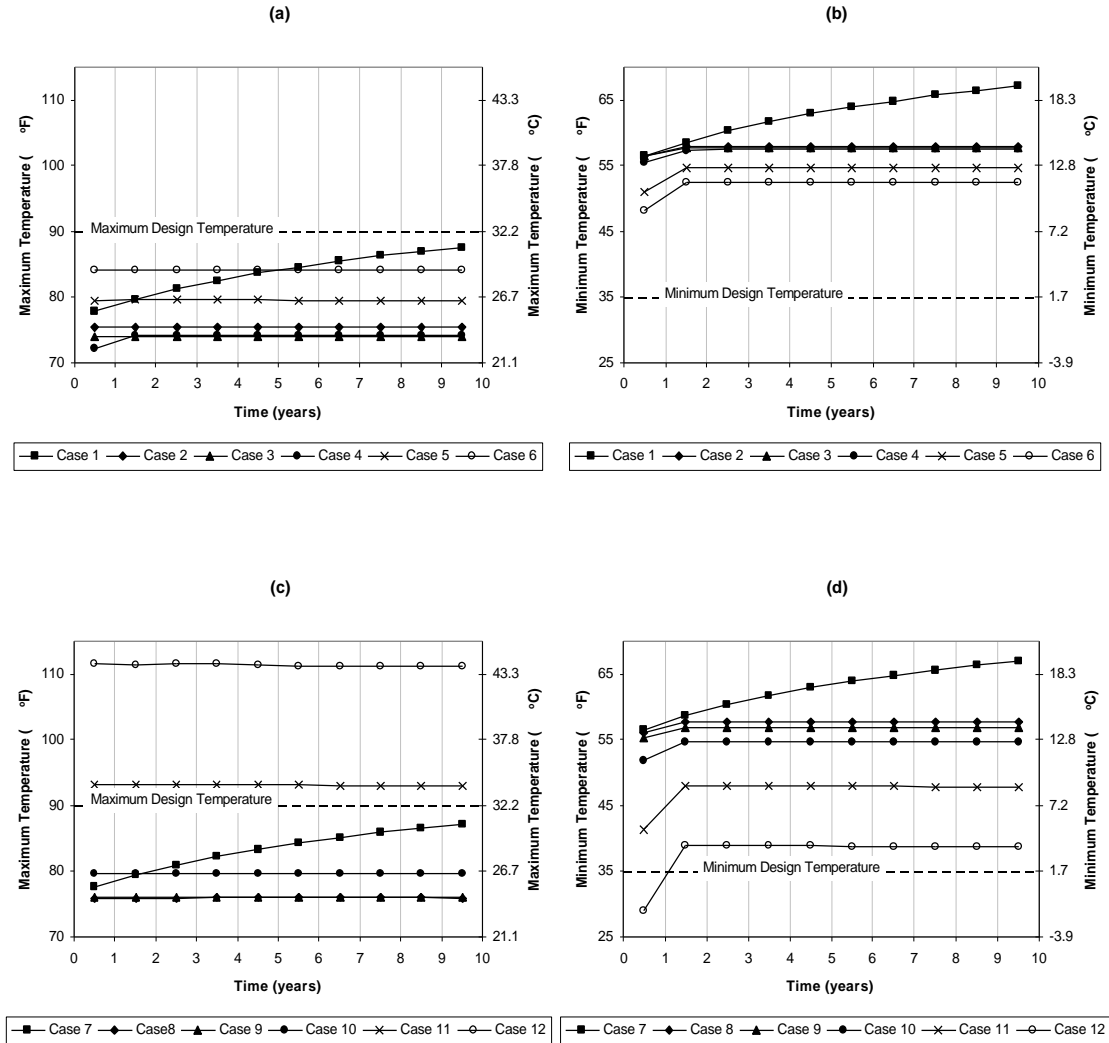 (a)
Maximum Temperature ( °F)
110
100
90
80
70
Maximum Design Temperature
43.3
37.8
32.2
26.7
21.1
Maximum Temperature ( °C)
0 1 2 3 4 5 6 7 8 9 10
Time (years)
Case 1 Case 2 Case 3 Case 4 Case 5 Case 6
(b)
Minimum Temperature ( °F)
65
55
45
35
25
Minimum Design Temperature
18.3
12.8
7.2
1.7
-3.9
Minimum Temperature ( °C)
0 1 2 3 4 5 6 7 8 9 10
Time (years)
Case 1 Case 2 Case 3 Case 4 Case 5 Case 6
(c)
Maximum Temperature ( °F)
110
100
90
80
70
Maximum Design Temperature
43.3
37.8
32.2
26.7
21.1
Maximum Temperature ( °C)
0 1 2 3 4 5 6 7 8 9 10
Time (years)
Case 7 Case8 Case 9 Case 10 Case 11 Case 12
(d)
Minimum Temperature ( °F)
65
55
45
35
25
Minimum Design Temperature
18.3
12.8
7.2
1.7
-3.9
Minimum Temperature ( °C)
0 1 2 3 4 5 6 7 8 9 10
Time (years)
Case 7 Case 8 Case 9 Case 10 Case 11 Case 12